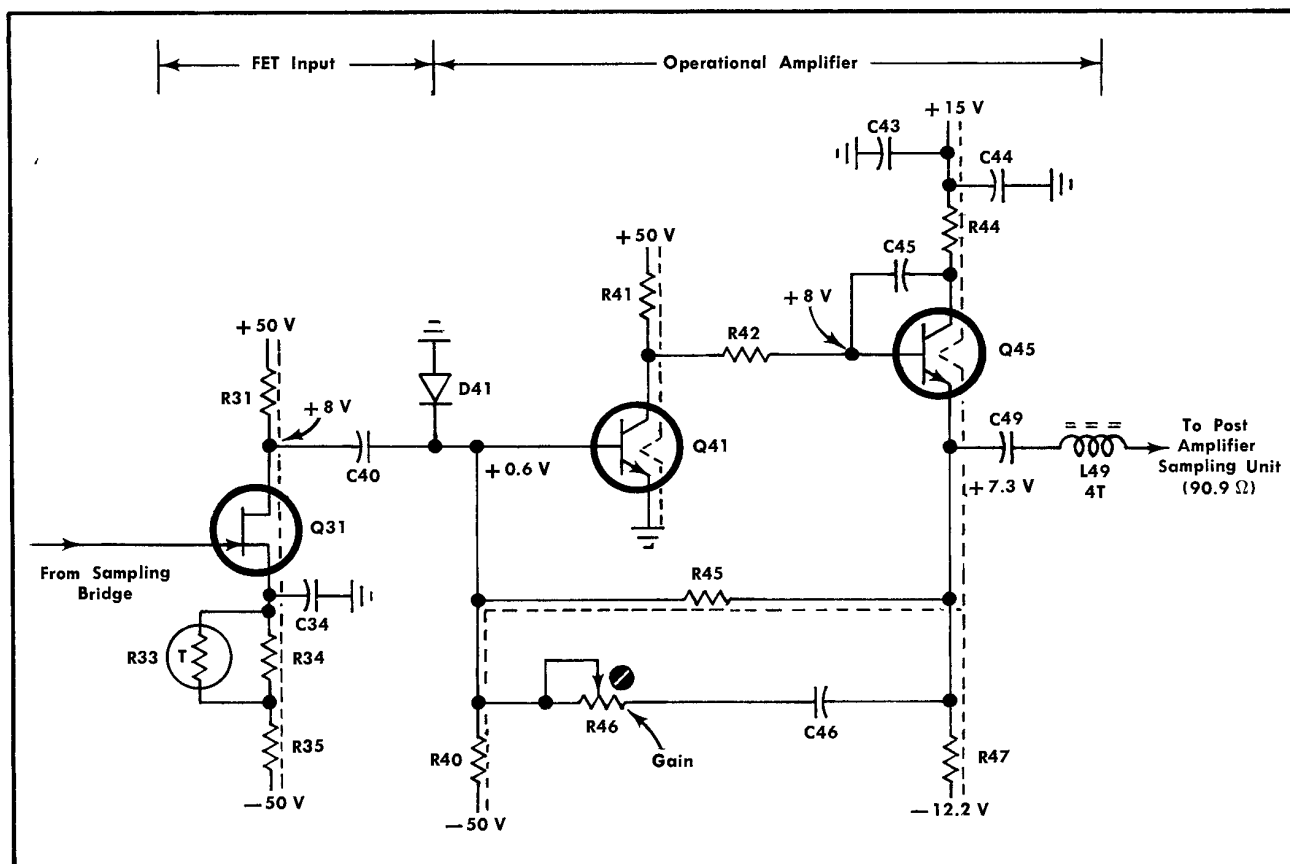 FET Input
Operational Amplifier
+15 V
C43
C44
R44
+50 V
C45
R41
+8 V
R42
Q45
+50 V
D41
R31
+8 V
Q41
C49
To Post
Amplifier
Sampling Unit
(90.9 Ω)
C40
+0.6 V
+7.3 V
L49
4T
Q31
From Sampling
Bridge
R45
C34
R33
T
R34
R46
C46
R35
R40
Gain
R47
−50 V
−50 V
−12.2 V